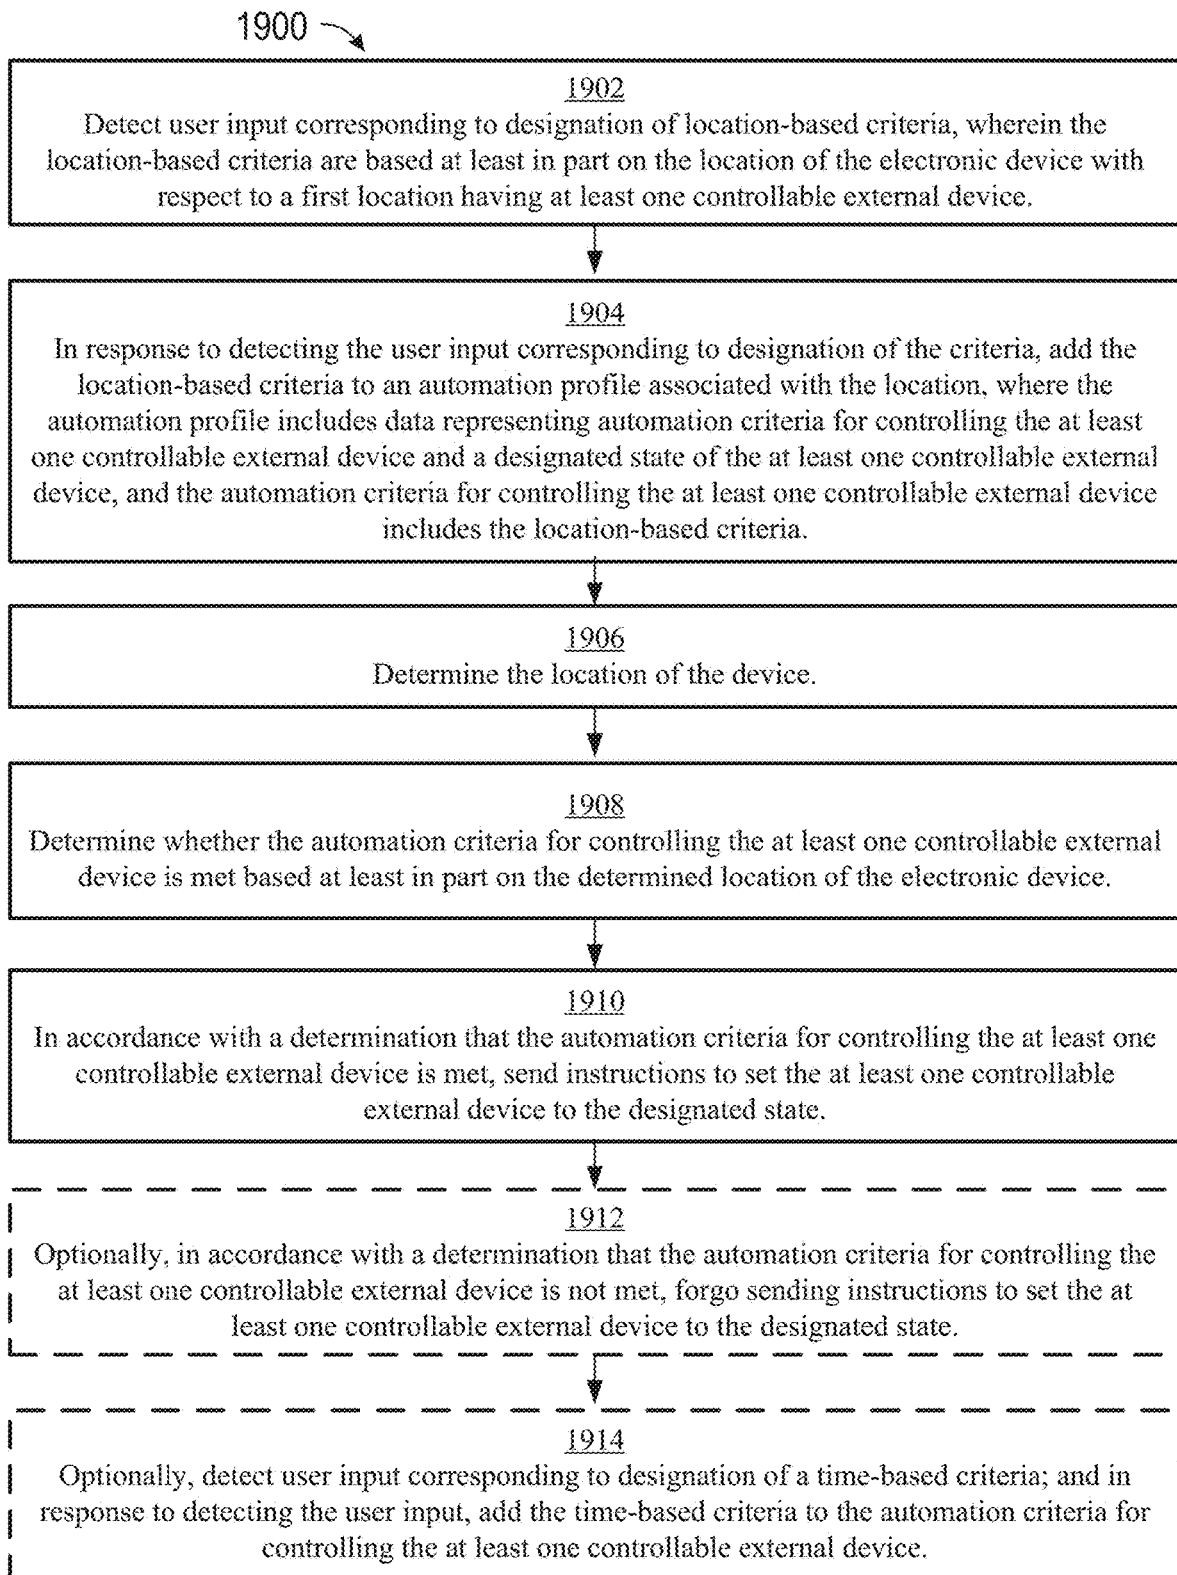 1900
1902
Detect user input corresponding to designation of location-based criteria, wherein the
location-based criteria are based at least in part on the location of the electronic device with
respect to a first location having at least one controllable external device.
1904
In response to detecting the user input corresponding to designation of the criteria, add the
location-based criteria to an automation profile associated with the location, where the
automation profile includes data representing automation criteria for controlling the at least
one controllable external device and a designated state of the at least one controllable external
device, and the automation criteria for controlling the at least one controllable external device
includes the location-based criteria.
1906
Determine the location of the device.
1908
Determine whether the automation criteria for controlling the at least one controllable external
device is met based at least in part on the determined location of the electronic device.
1910
In accordance with a determination that the automation criteria for controlling the at least one
controllable external device is met, send instructions to set the at least one controllable
external device to the designated state.
1912
Optionally, in accordance with a determination that the automation criteria for controlling the
at least one controllable external device is not met, forgo sending instructions to set the at
least one controllable external device to the designated state.
1914
Optionally, detect user input corresponding to designation of a time-based criteria; and in
response to detecting the user input, add the time-based criteria to the automation criteria for
controlling the at least one controllable external device.